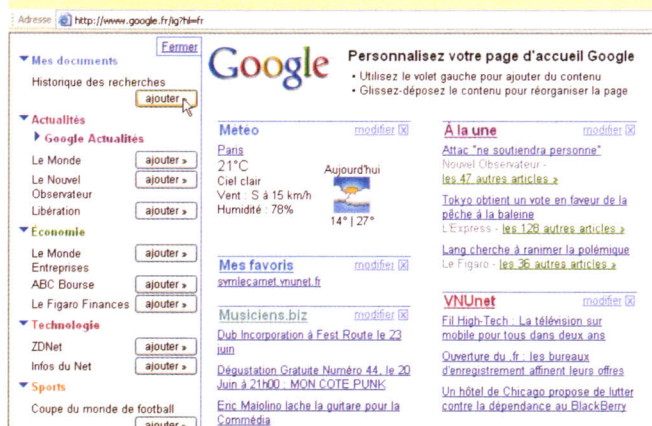 Adresse http://www.google.fr/ig?hl=fr
Fermer
Mes documents
Historique des recherches
ajouter »
Actualités
Google Actualités
Le Monde ajouter »
Le Nouvel
Observateur ajouter »
Libération ajouter »
Économie
Le Monde
Entreprises ajouter »
ABC Bourse ajouter »
Le Figaro Finances ajouter »
Technologie
ZDNet ajouter »
Infos du Net ajouter »
Sports
Coupe du monde de football
ajouter »
Google
Personnalisez votre page d'accueil Google
• Utilisez le volet gauche pour ajouter du contenu
• Glissez-déposez le contenu pour réorganiser la page
Météo modifier
Paris
21°C
Ciel clair
Vent : S à 15 km/h
Humidité : 78%
Aujourd'hui
14° | 27°
Mes favoris modifier
svmlecarnet.vnunet.fr
Musiciens.biz modifier
Dub Incorporation à Fest Route le 23
juin
Dégustation Gratuite Numéro 44, le 20
Juin à 21h00 : MON COTE PUNK
Eric Maiolino lache la guitare pour la
Commédia
À la une modifier
Attac "ne soutiendra personne"
Nouvel Observateur -
les 47 autres articles »
Tokyo obtient un vote en faveur de la
pêche à la baleine
L'Express - les 128 autres articles »
Lang cherche à ranimer la polémique
Le Figaro - les 36 autres articles »
VNUnet modifier
Fil High-Tech : La télévision sur
mobile pour tous dans deux ans
Ouverture du .fr : les bureaux
d'enregistrement affinent leurs offres
Un hôtel de Chicago propose de lutter
contre la dépendance au BlackBerry